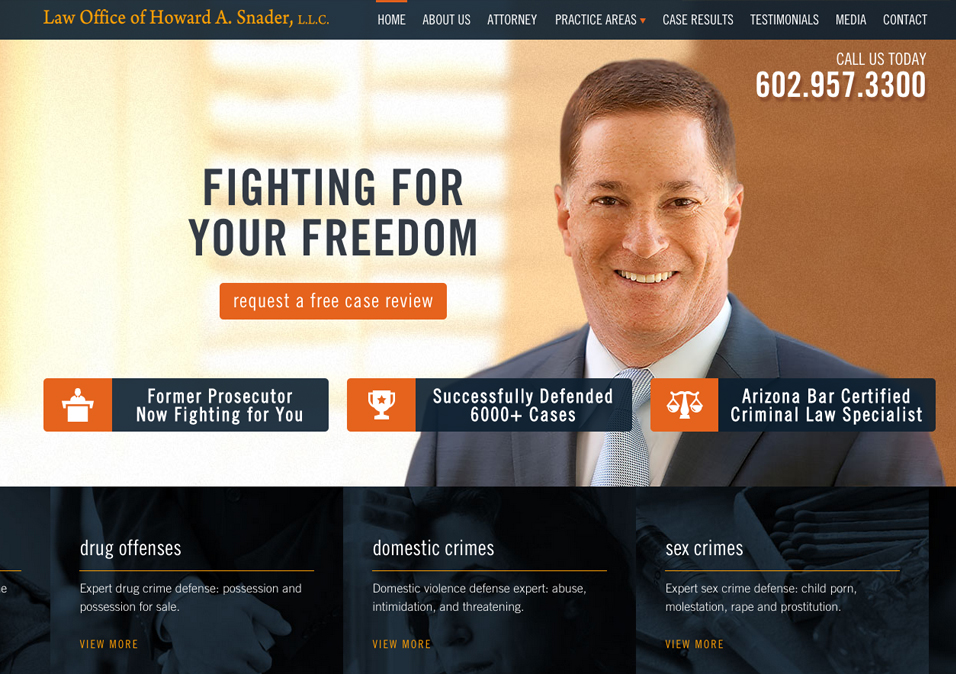 Law Office of Howard A. Snader, L.L.C.
HOME ABOUT US ATTORNEY PRACTICE AREAS CASE RESULTS TESTIMONIALS MEDIA CONTACT
CALL US TODAY
602.957.3300
FIGHTING FOR
YOUR FREEDOM
request a free case review
Former Prosecutor
Now Fighting for You
Successfully Defended
6000+ Cases
Arizona Bar Certified
Criminal Law Specialist
drug offenses
Expert drug crime defense: possession and
possession for sale.
VIEW MORE
domestic crimes
Domestic violence defense expert: abuse,
intimidation, and threatening.
VIEW MORE
sex crimes
Expert sex crime defense: child porn,
molestation, rape and prostitution.
VIEW MORE